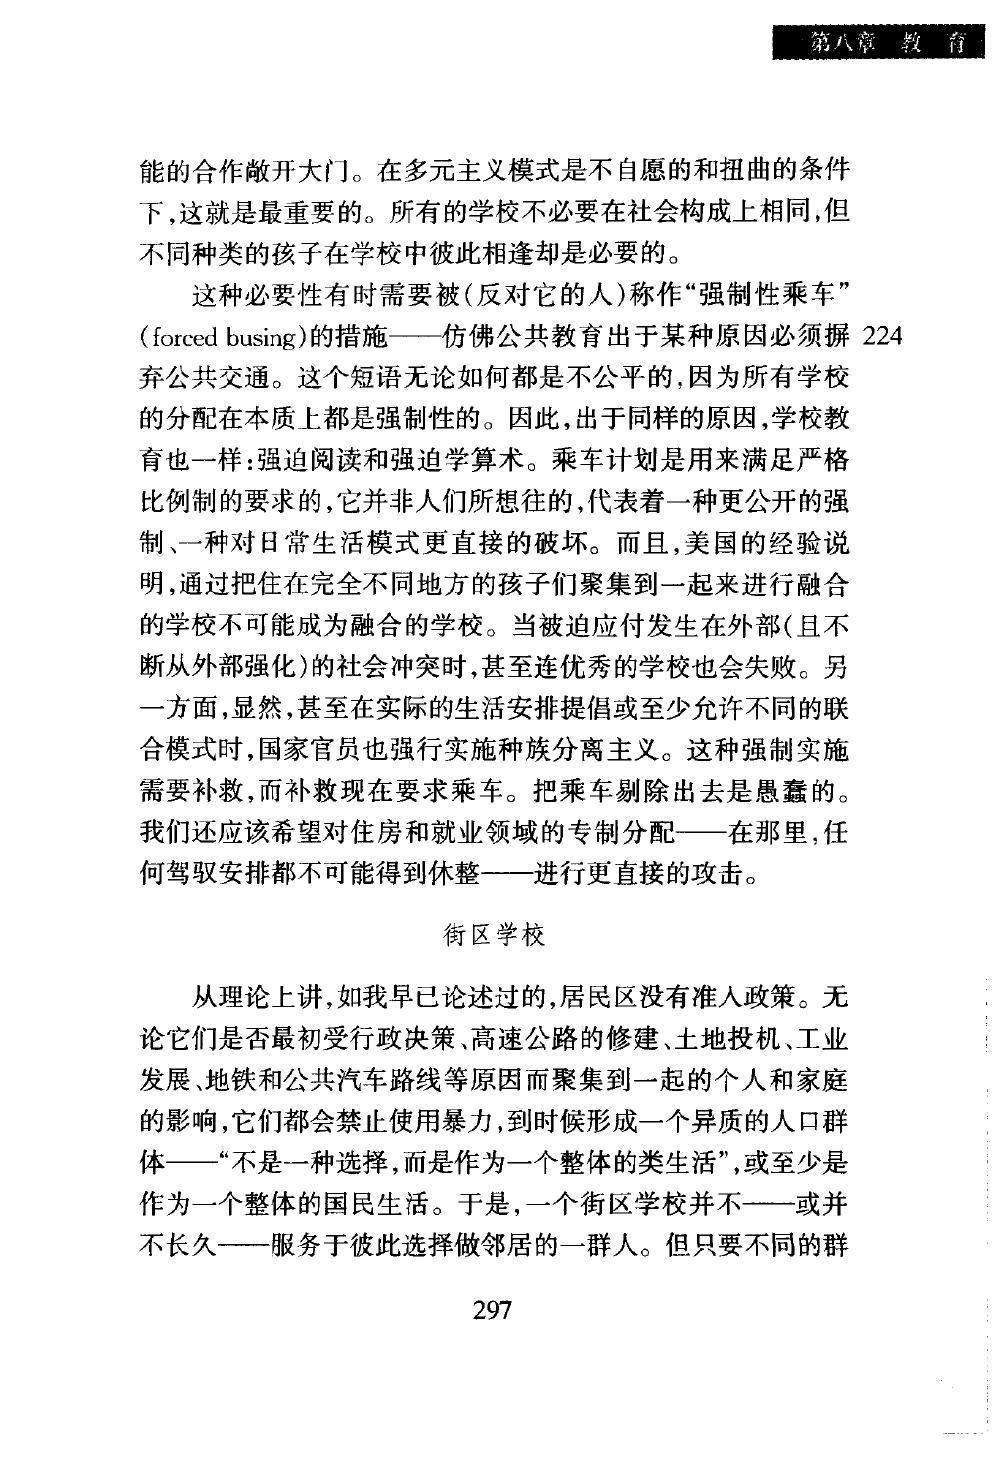 第八章 教 育
能的合作敞开大门。在多元主义模式是不自愿的和扭曲的条件
下,这就是最重要的。所有的学校不必要在社会构成上相同,但
不同种类的孩子在学校中彼此相逢却是必要的。
这种必要性有时需要被(反对它的人)称作“强制性乘车”
(forced busing)的措施——仿佛公共教育出于某种原因必须摒 224
弃公共交通。这个短语无论如何都是不公平的,因为所有学校
的分配在本质上都是强制性的。因此,出于同样的原因,学校教
育也一样:强迫阅读和强迫学算术。乘车计划是用来满足严格
比例制的要求的,它并非人们所想往的,代表着一种更公开的强
制、一种对日常生活模式更直接的破坏。而且,美国的经验说
明,通过把住在完全不同地方的孩子们聚集到一起来进行融合
的学校不可能成为融合的学校。当被迫应付发生在外部(且不
断从外部强化)的社会冲突时,甚至连优秀的学校也会失败。另
一方面,显然,甚至在实际的生活安排提倡或至少允许不同的联
合模式时,国家官员也强行实施种族分离主义。这种强制实施
需要补救,而补救现在要求乘车。把乘车剔除出去是愚蠢的。
我们还应该希望对住房和就业领域的专制分配——在那里,任
何驾驭安排都不可能得到休整——进行更直接的攻击。
街区学校
从理论上讲,如我早已论述过的,居民区没有准入政策。无
论它们是否最初受行政决策、高速公路的修建、土地投机、工业
发展、地铁和公共汽车路线等原因而聚集到一起的个人和家庭
的影响,它们都会禁止使用暴力,到时候形成一个异质的人口群
体——“不是一种选择,而是作为一个整体的类生活”,或至少是
作为一个整体的国民生活。于是,一个街区学校并不——或并
不长久——服务于彼此选择做邻居的一群人。但只要不同的群
297